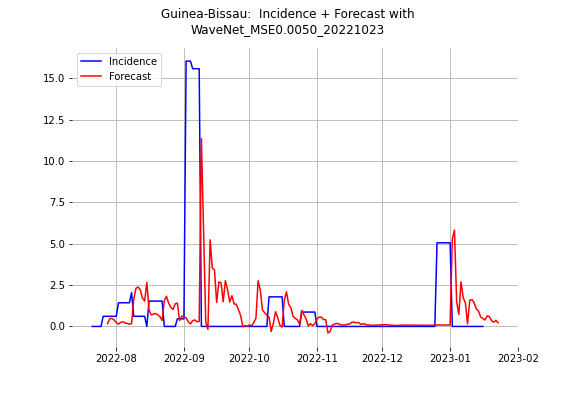 Guinea-Bissau:  Incidence + Forecast with
WaveNet_MSE0.0050_20221023
Incidence
Forecast
15.0
12.5
10.0
7.5
5.0
2.5
0.0
2022-08 2022-09 2022-10 2022-11 2022-12 2023-01 2023-02